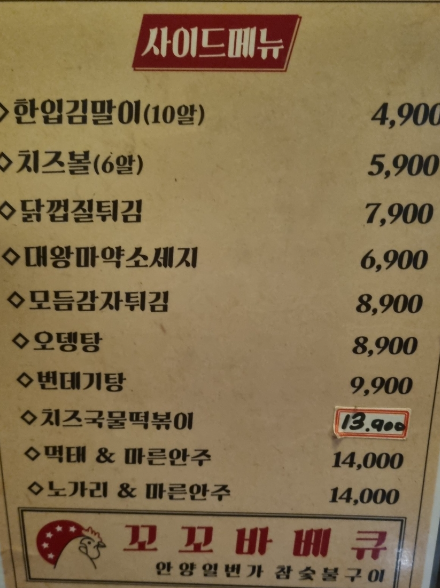 사이드메뉴
◇한입김말이(10알) 4,900
◇치즈볼(6알) 5,900
◇닭껍질튀김 7,900
◇대왕마약소세지 6,900
◇모듬감자튀김 8,900
◇오뎅탕 8,900
◇번데기탕 9,900
◇치즈국물떡볶이 13.900
◇먹태 & 마른안주 14,000
◇노가리 & 마른안주 14,000
꼬꼬바베큐
안양일번가 참숯불구이